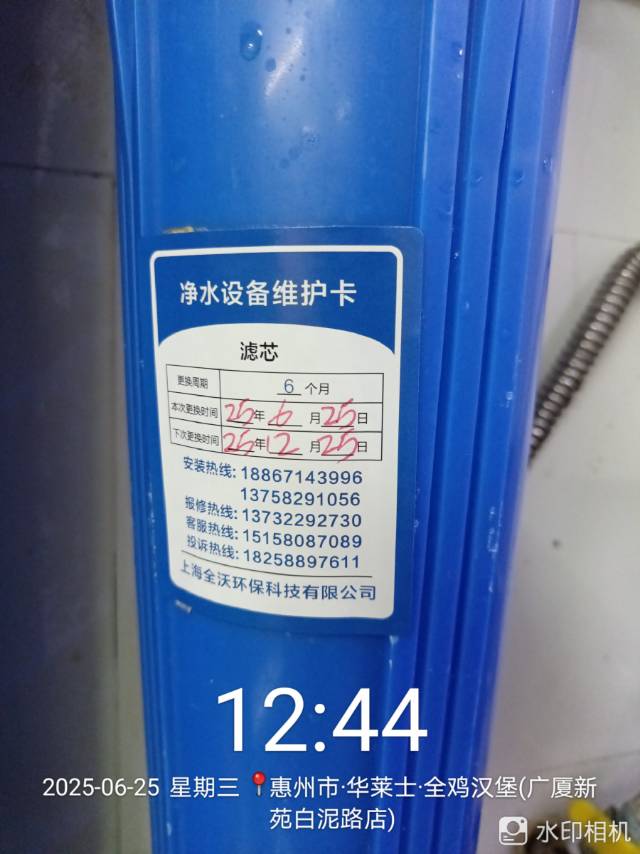 净水设备维护卡
滤芯
更换周期 6 个月
本次更换时间 25年6月25日
下次更换时间 25年12月25日
安装热线: 18867143996
13758291056
报修热线: 13732292730
客服热线: 15158087089
投诉热线: 18258897611
上海全沃环保科技有限公司
12:44
2025-06-25 星期三 惠州市·华莱士·全鸡汉堡(广厦新
苑白泥路店)
水印相机